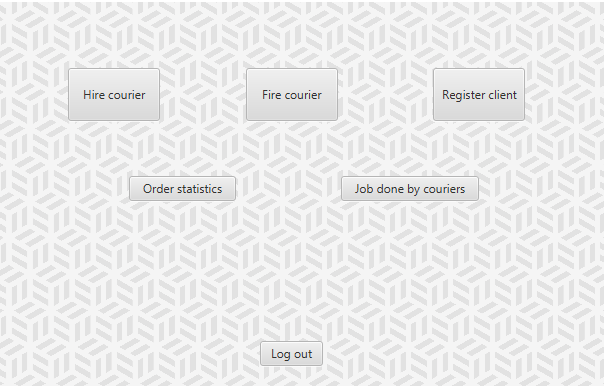 Hire courier
Fire courier
Register client
Order statistics
Job done by couriers
Log out